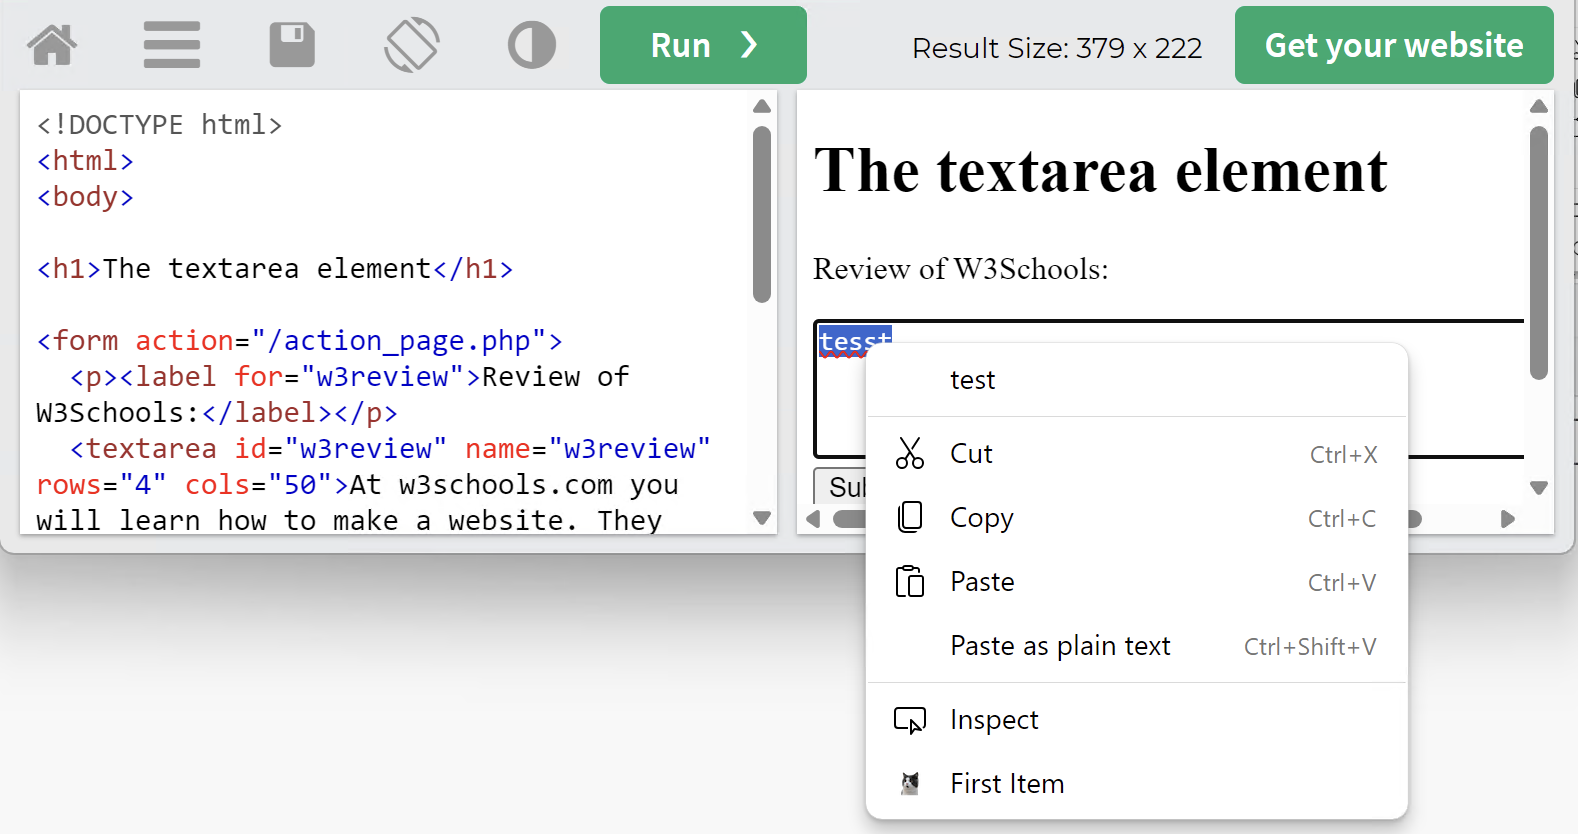 Run ❯
Result Size: 379 x 222
Get your website
<!DOCTYPE html>
<html>
<body>
<h1>The textarea element</h1>
<form action="/action_page.php">
<p><label for="w3review">Review of
W3Schools:</label></p>
<textarea id="w3review" name="w3review"
rows="4" cols="50">At w3schools.com you
will learn how to make a website. They
The textarea element
Review of W3Schools:
tesst
Sub
test
Cut Ctrl+X
Copy Ctrl+C
Paste Ctrl+V
Paste as plain text Ctrl+Shift+V
Inspect
First Item